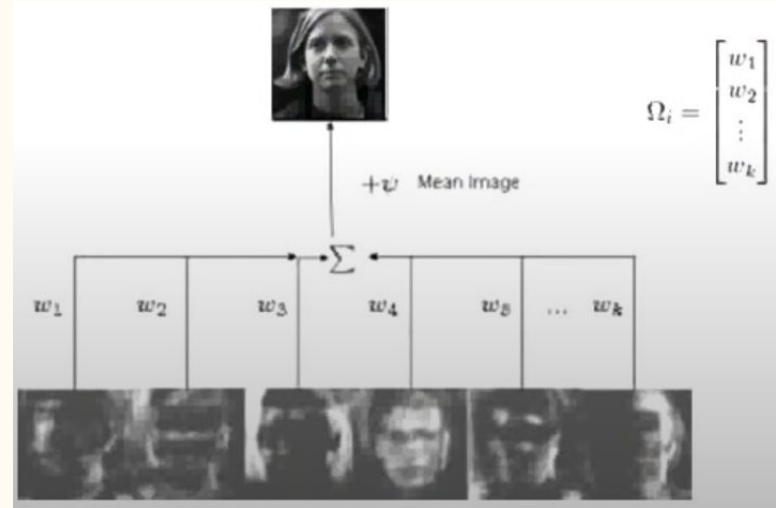 Ω_i = [w_1 w_2 ⋮ w_k]
+ψ Mean Image
Σ
w_1 w_2 w_3 w_4 w_5 ... w_k